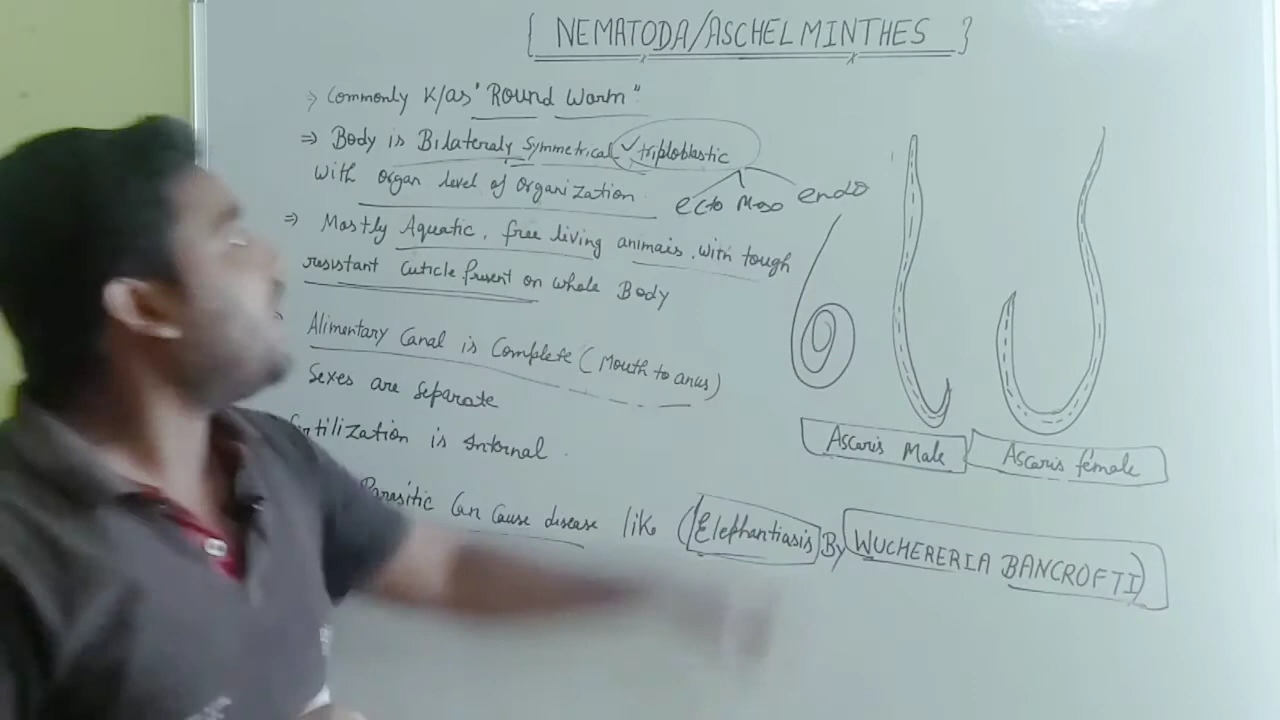 { NEMATODA/ASCHELMINTHES }
⇒ Commonly K/as "Round Worm"
⇒ Body is Bilateraly Symmetrical ✓ triploblastic
with organ level of organization.
ecto Meso endo
⇒ Mostly Aquatic, free living animals, with tough
resistant cuticle present on whole Body
Alimentary Canal is Complete (Mouth to anus)
Sexes are separate
fertilization is Internal.
Parasitic Can Cause disease like (Elephantiasis By WUCHERERIA BANCROFTI)
Ascaris Male
Ascaris female